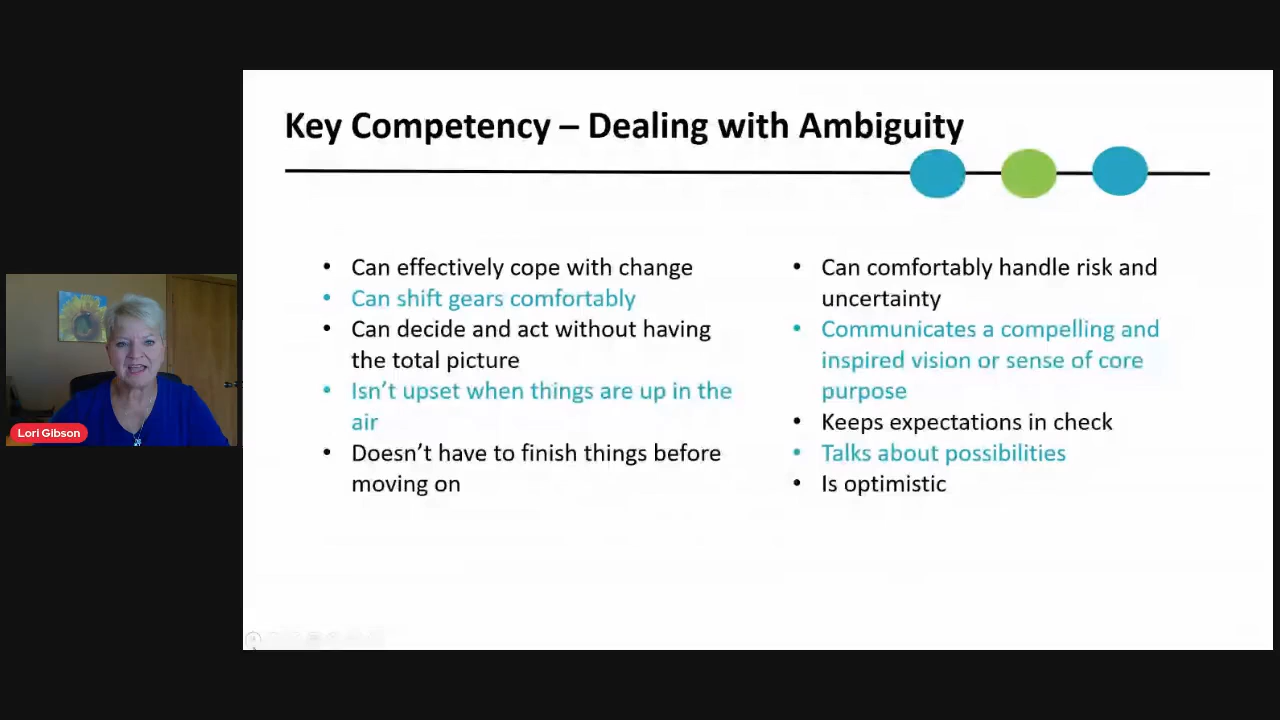 Key Competency – Dealing with Ambiguity
• Can effectively cope with change
• Can shift gears comfortably
• Can decide and act without having
the total picture
• Isn’t upset when things are up in the
air
• Doesn’t have to finish things before
moving on
• Can comfortably handle risk and
uncertainty
• Communicates a compelling and
inspired vision or sense of core
purpose
• Keeps expectations in check
• Talks about possibilities
• Is optimistic
Lori Gibson